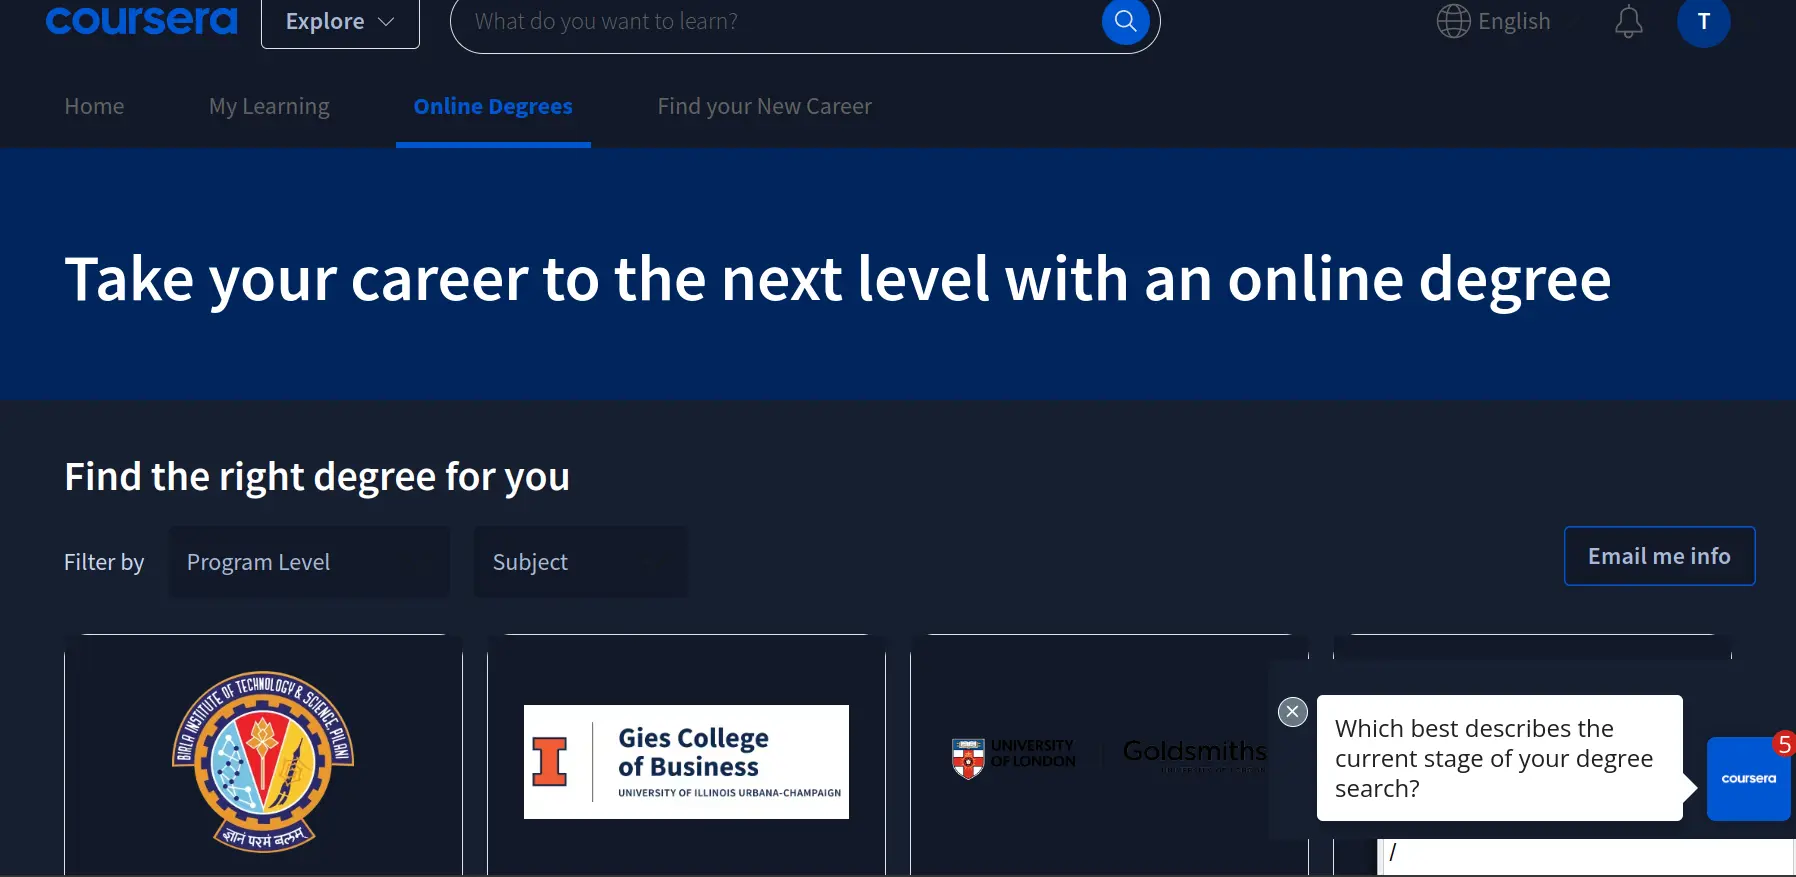 coursera
Explore
What do you want to learn?
English
T
Home
My Learning
Online Degrees
Find your New Career
Take your career to the next level with an online degree
Find the right degree for you
Filter by
Program Level
Subject
Email me info
BIRLA INSTITUTE OF TECHNOLOGY & SCIENCE, PILANI
ज्ञानं परमं बलम्
I
Gies College
of Business
UNIVERSITY OF ILLINOIS URBANA-CHAMPAIGN
UNIVERSITY
OF LONDON
Goldsmiths
Which best describes the
current stage of your degree
search?
5
coursera
/